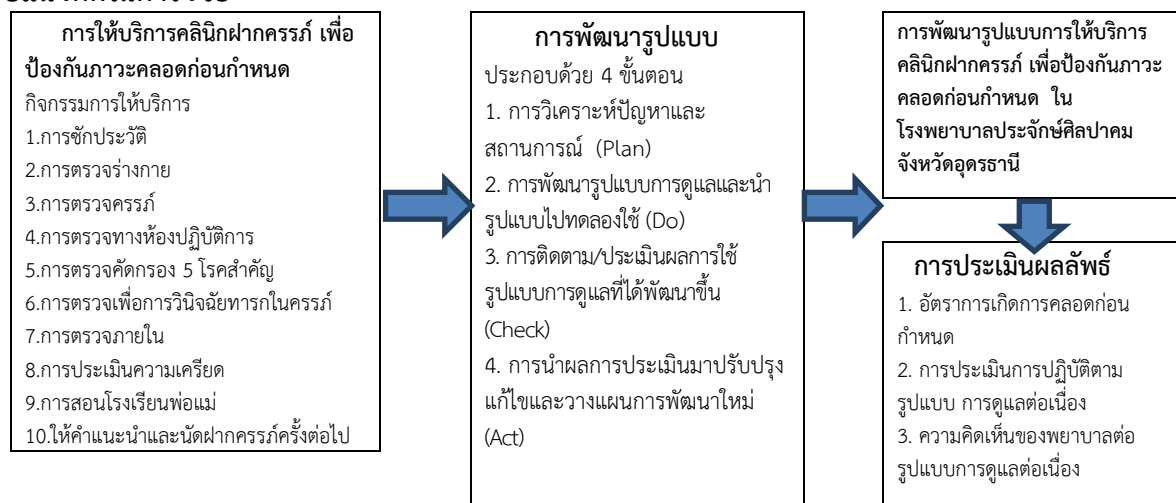 การให้บริการคลินิกฝากครรภ์ เพื่อ
ป้องกันภาวะคลอดก่อนกำหนด
กิจกรรมการให้บริการ
1.การซักประวัติ
2.การตรวจร่างกาย
3.การตรวจครรภ์
4.การตรวจทางห้องปฏิบัติการ
5.การตรวจคัดกรอง 5 โรคสำคัญ
6.การตรวจเพื่อการวินิจฉัยทารกในครรภ์
7.การตรวจภายใน
8.การประเมินความเครียด
9.การสอนโรงเรียนพ่อแม่
10.ให้คำแนะนำและนัดฝากครรภ์ครั้งต่อไป
การพัฒนารูปแบบ
ประกอบด้วย 4 ขั้นตอน
1. การวิเคราะห์ปัญหาและ
สถานการณ์ (Plan)
2. การพัฒนารูปแบบการดูแลและนำ
รูปแบบไปทดลองใช้ (Do)
3. การติดตาม/ประเมินผลการใช้
รูปแบบการดูแลที่ได้พัฒนาขึ้น
(Check)
4. การนำผลการประเมินมาปรับปรุง
แก้ไขและวางแผนการพัฒนาใหม่
(Act)
การพัฒนารูปแบบการให้บริการ
คลินิกฝากครรภ์ เพื่อป้องกันภาวะ
คลอดก่อนกำหนด ใน
โรงพยาบาลประจักษ์ศิลปาคม
จังหวัดอุดรธานี
การประเมินผลลัพธ์
1. อัตราการเกิดการคลอดก่อน
กำหนด
2. การประเมินการปฏิบัติตาม
รูปแบบ การดูแลต่อเนื่อง
3. ความคิดเห็นของพยาบาลต่อ
รูปแบบการดูแลต่อเนื่อง